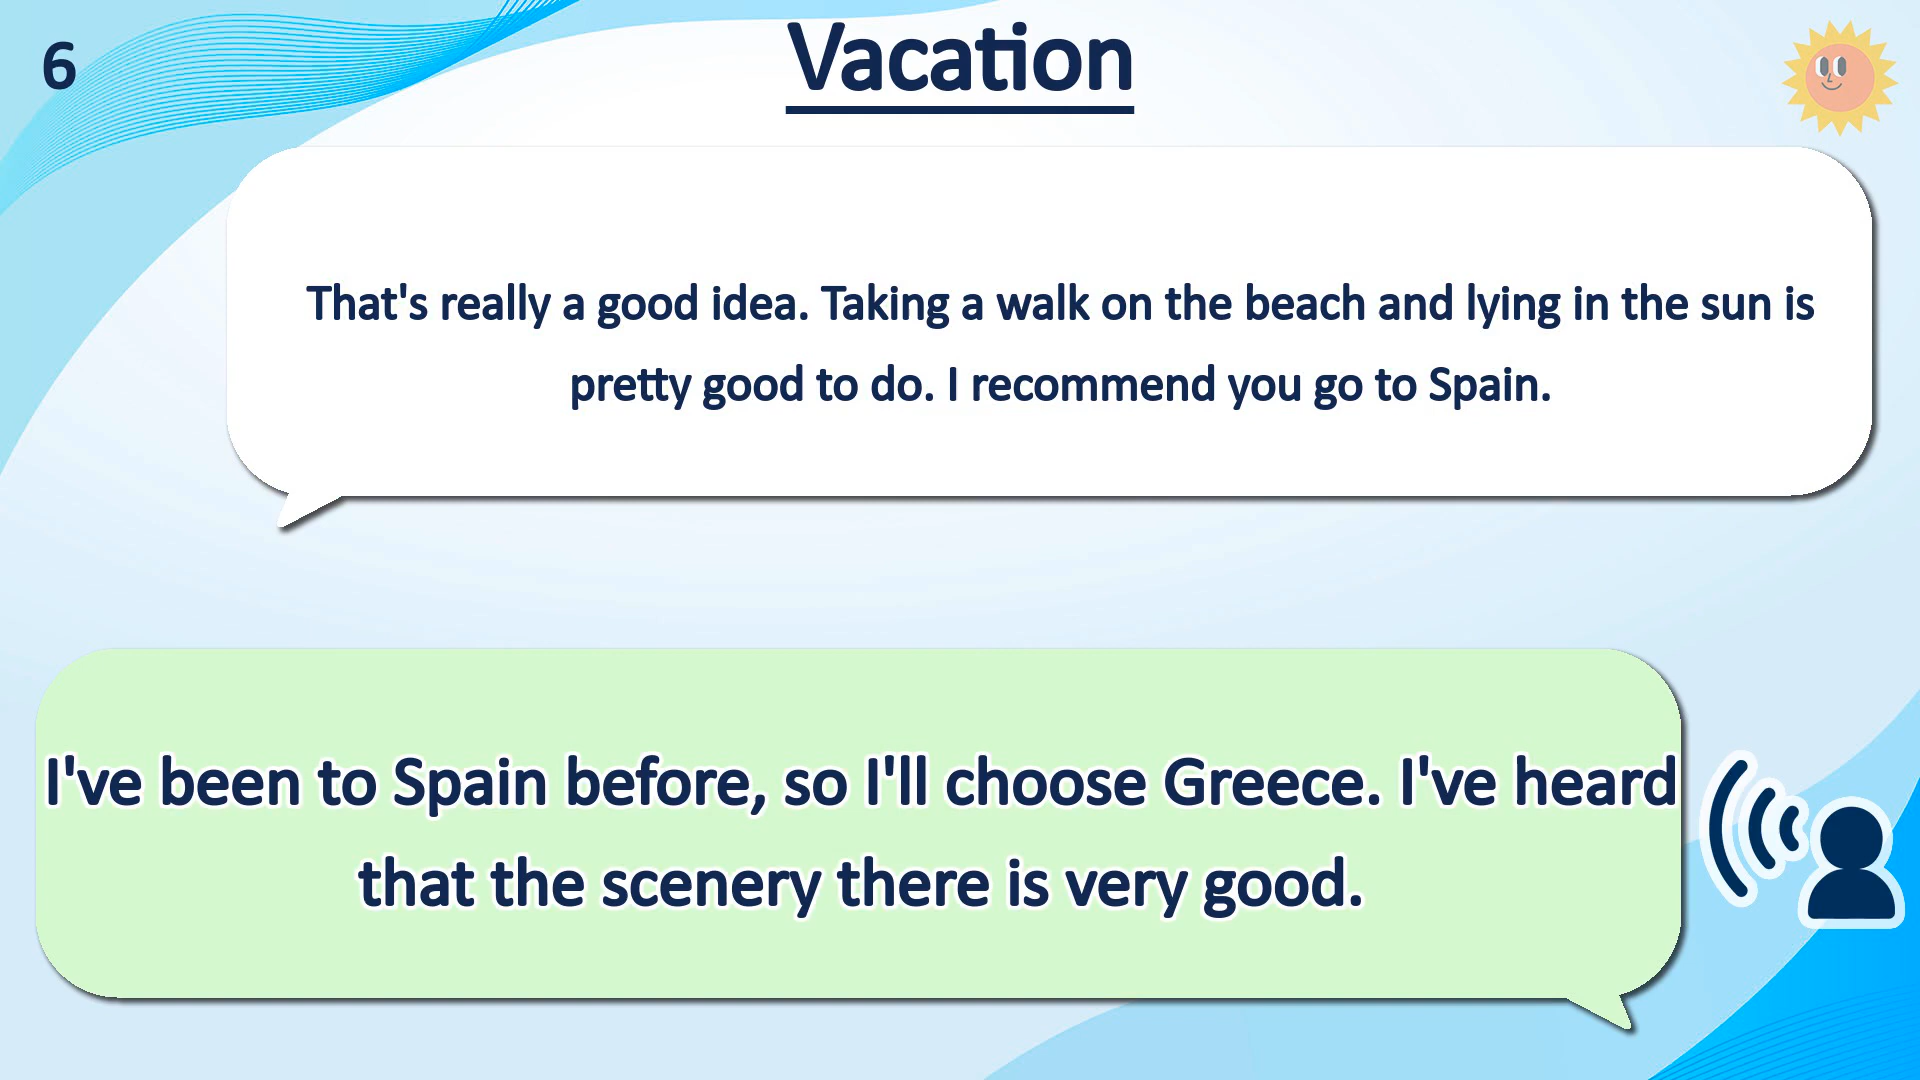 6
Vacation
That's really a good idea. Taking a walk on the beach and lying in the sun is
pretty good to do. I recommend you go to Spain.
I've been to Spain before, so I'll choose Greece. I've heard
that the scenery there is very good.